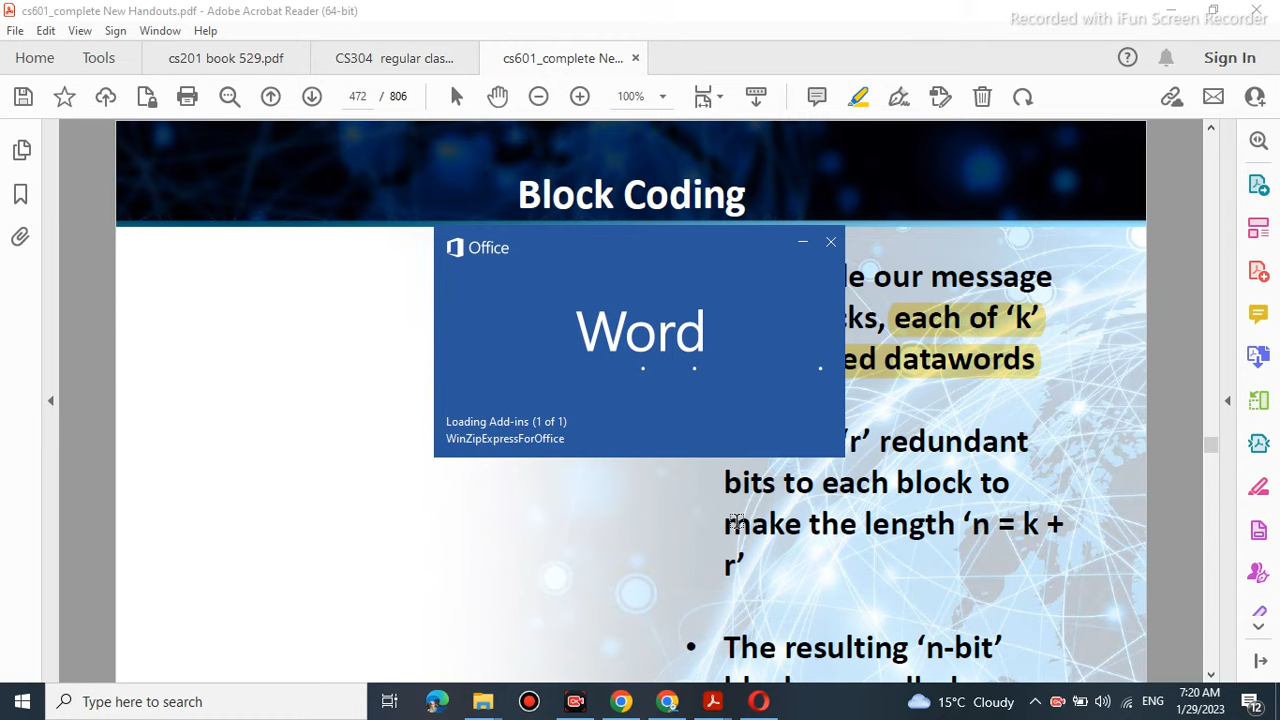 cs601_complete New Handouts.pdf - Adobe Acrobat Reader (64-bit)
Recorded with iFun Screen Recorder
File Edit View Sign Window Help
Home Tools cs201 book 529.pdf CS304 regular clas... cs601_complete Ne... Sign In
472 / 806 100%
Block Coding
Office
Word
Loading Add-ins (1 of 1)
WinZipExpressForOffice
our message
each of ‘k’
datawords
‘r’ redundant
bits to each block to
make the length ‘n = k +
r’
• The resulting ‘n-bit’
Type here to search
15°C Cloudy
ENG
7:20 AM
1/29/2023
12